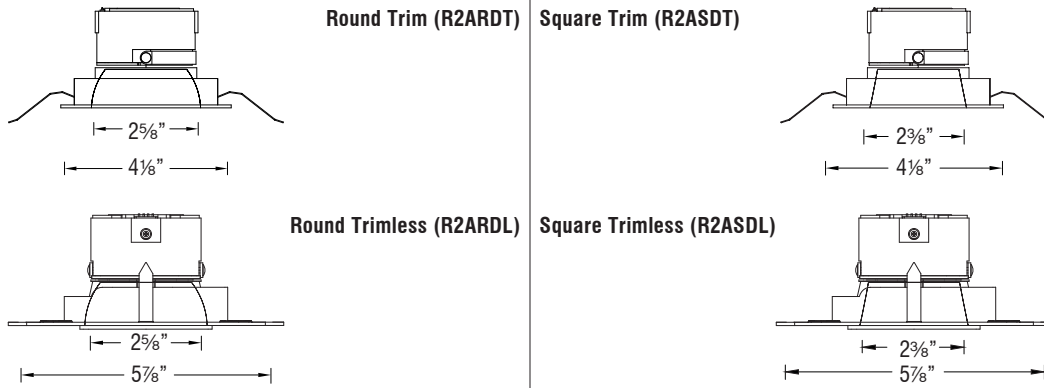 Round Trim (R2ARDT)
2⅝”
4⅛”
Square Trim (R2ASDT)
2⅜”
4⅛”
Round Trimless (R2ARDL)
2⅝”
5⅞”
Square Trimless (R2ASDL)
2⅜”
5⅞”